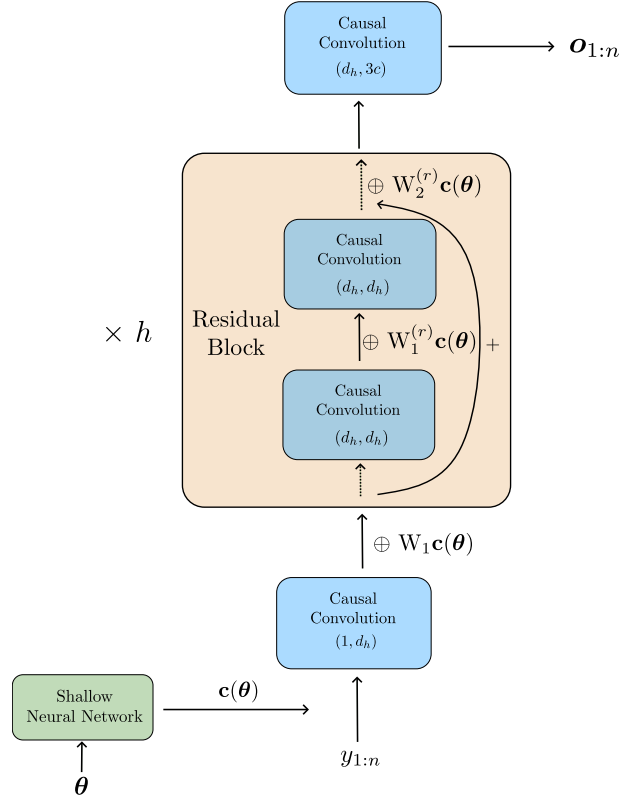 Causal
Convolution
(d_h, 3c)
o_{1:n}
⊕ W_2^{(r)}c(θ)
Causal
Convolution
(d_h, d_h)
× h
Residual
Block
⊕ W_1^{(r)}c(θ) +
Causal
Convolution
(d_h, d_h)
⊕ W_1c(θ)
Causal
Convolution
(1, d_h)
Shallow
Neural Network
c(θ)
y_{1:n}
θ